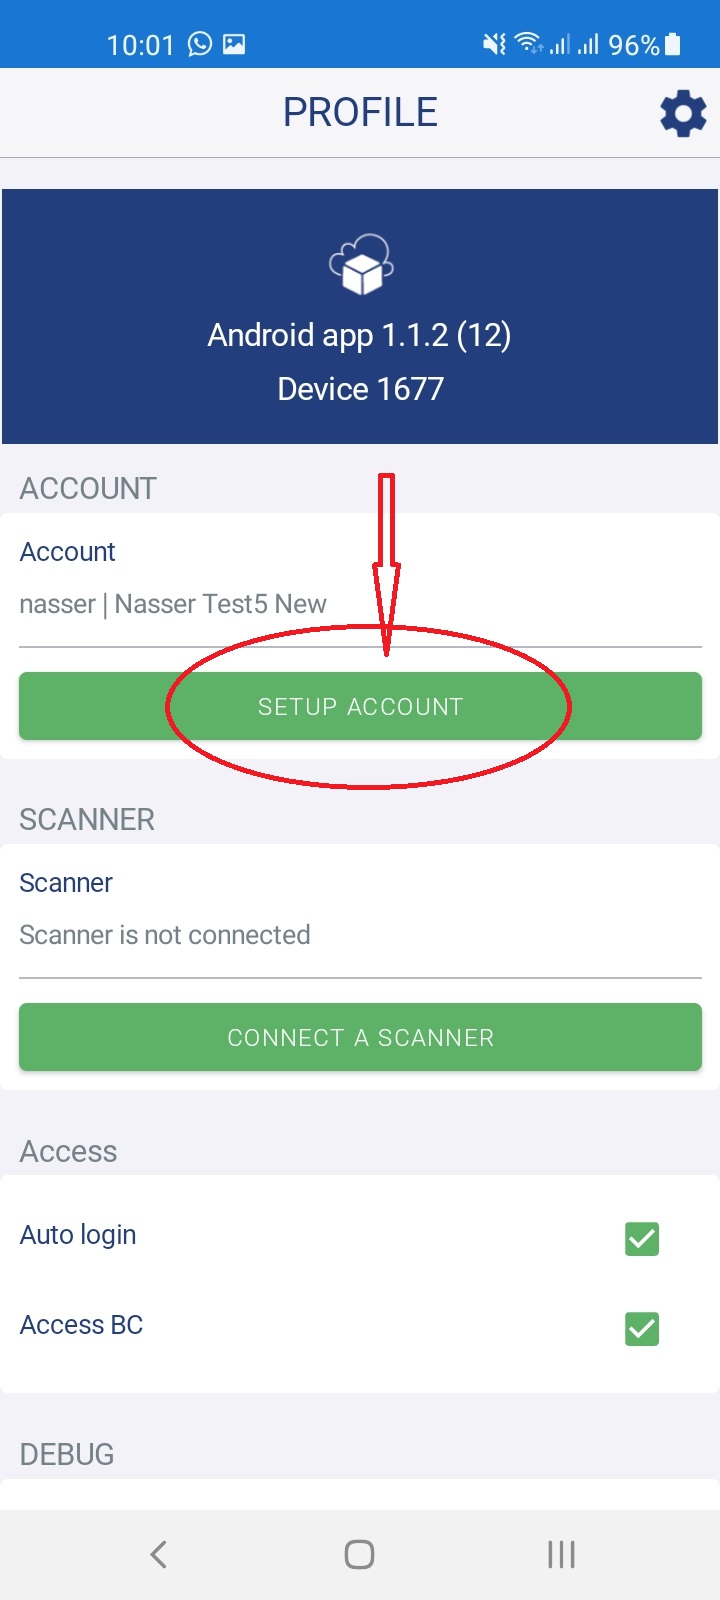 10:01 96%
PROFILE
Android app 1.1.2 (12)
Device 1677
ACCOUNT
Account
nasser | Nasser Test5 New
SETUP ACCOUNT
SCANNER
Scanner
Scanner is not connected
CONNECT A SCANNER
Access
Auto login
Access BC
DEBUG